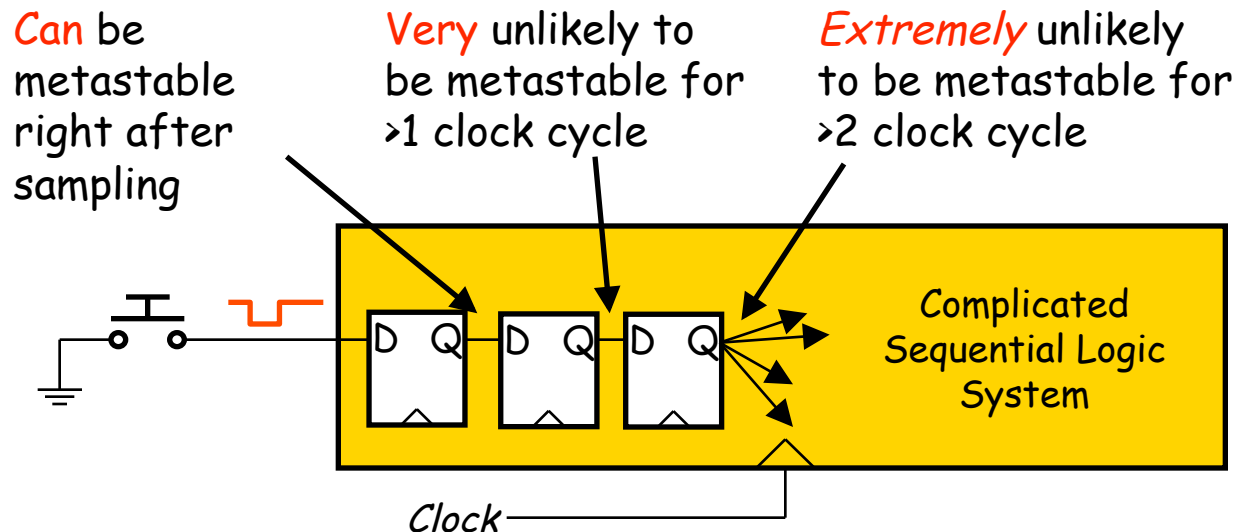 Can be
metastable
right after
sampling
Very unlikely to
be metastable for
>1 clock cycle
Extremely unlikely
to be metastable for
>2 clock cycle
D Q D Q D Q
Complicated
Sequential Logic
System
Clock